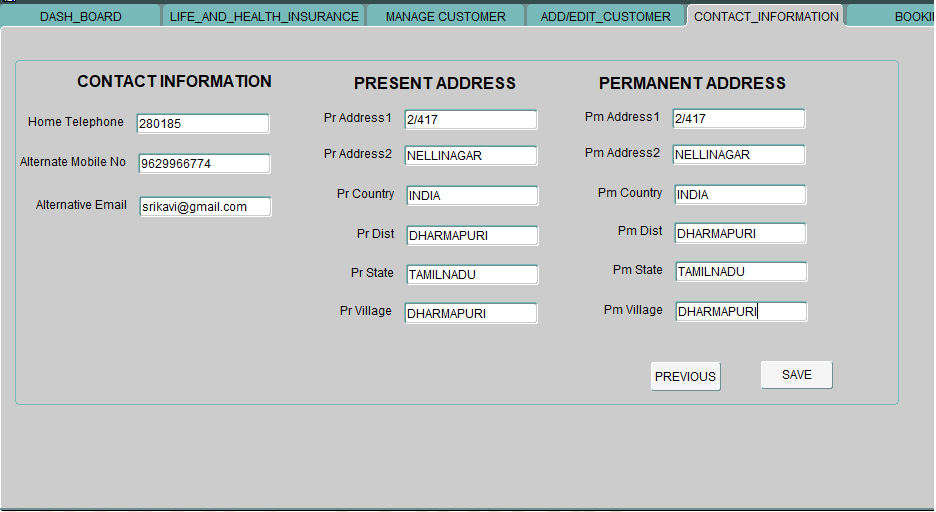 DASH_BOARD LIFE_AND_HEALTH_INSURANCE MANAGE CUSTOMER ADD/EDIT_CUSTOMER CONTACT_INFORMATION
CONTACT INFORMATION PRESENT ADDRESS PERMANENT ADDRESS
Home Telephone 280185 Pr Address1 2/417 Pm Address1 2/417
Alternate Mobile No 9629966774 Pr Address2 NELLINAGAR Pm Address2 NELLINAGAR
Alternative Email srikavi@gmail.com Pr Country INDIA Pm Country INDIA
Pr Dist DHARMAPURI Pm Dist DHARMAPURI
Pr State TAMILNADU Pm State TAMILNADU
Pr Village DHARMAPURI Pm Village DHARMAPURI
PREVIOUS SAVE